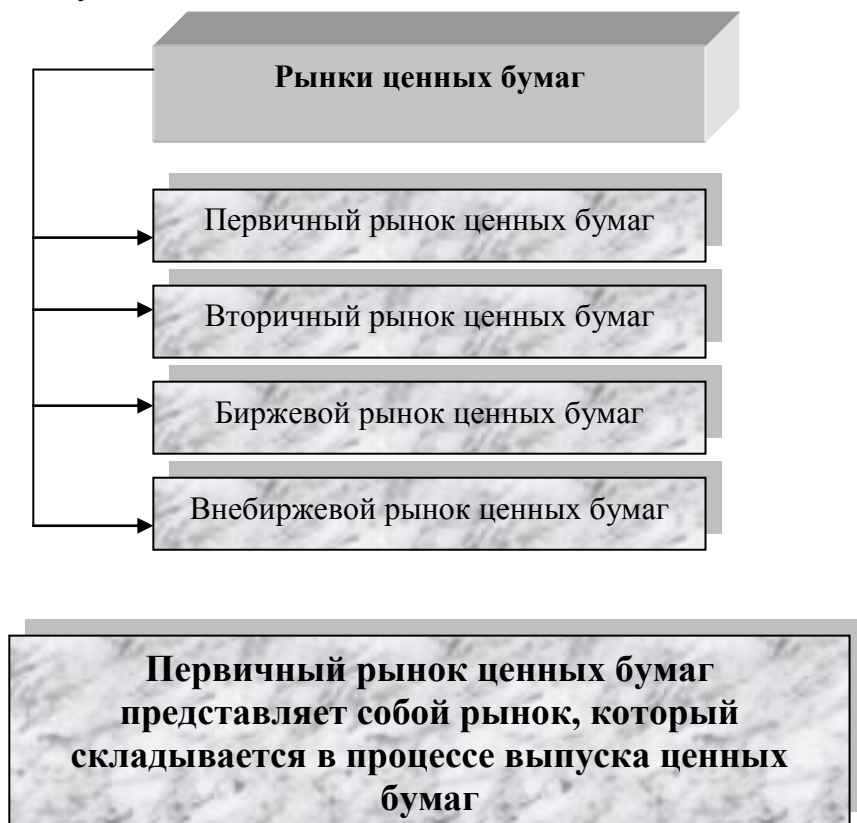 Рынки ценных бумаг
Первичный рынок ценных бумаг
Вторичный рынок ценных бумаг
Биржевой рынок ценных бумаг
Внебиржевой рынок ценных бумаг
Первичный рынок ценных бумаг
представляет собой рынок, который
складывается в процессе выпуска ценных
бумаг